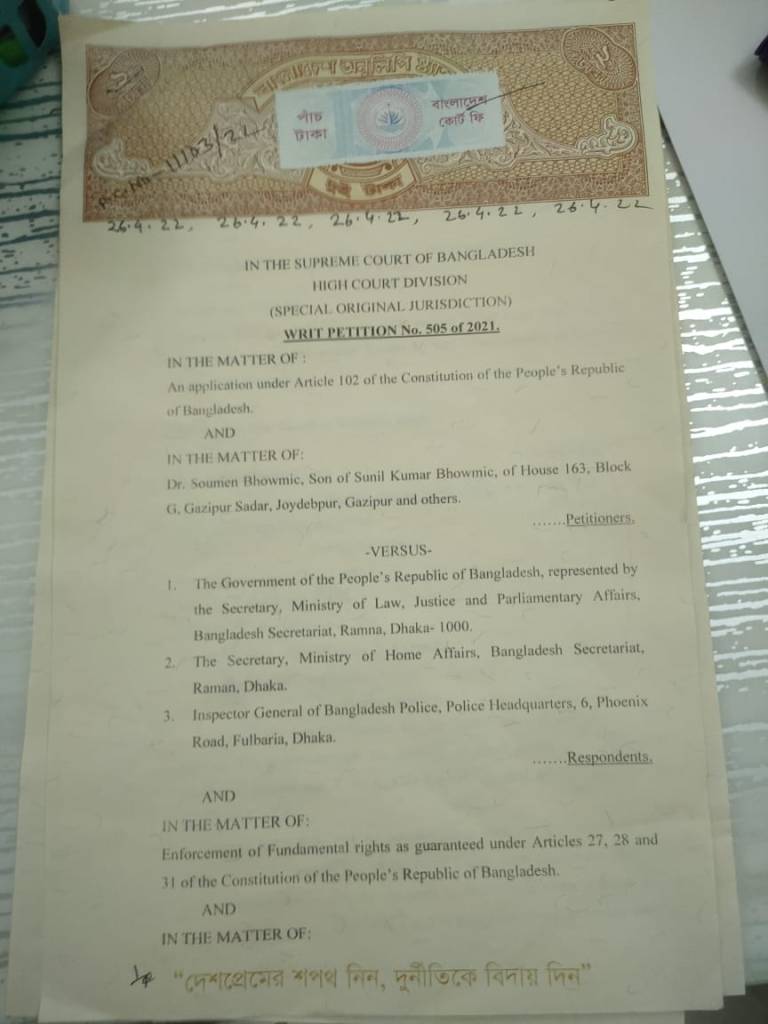 বাংলাদেশ অনুলিপি
পাঁচ টাকা
বাংলাদেশ কোর্ট ফি
দুই টাকা
No - 11103/22
26.4.22, 26.4.22, 26.4.22, 26.4.22, 26.4.22
IN THE SUPREME COURT OF BANGLADESH
HIGH COURT DIVISION
(SPECIAL ORIGINAL JURISDICTION)
WRIT PETITION No. 505 of 2021.
IN THE MATTER OF :
An application under Article 102 of the Constitution of the People's Republic
of Bangladesh.
AND
IN THE MATTER OF:
Dr. Soumen Bhowmic, Son of Sunil Kumar Bhowmic, of House 163, Block
G, Gazipur Sadar, Joydebpur, Gazipur and others.
.......Petitioners.
-VERSUS-
1. The Government of the People's Republic of Bangladesh, represented by
the Secretary, Ministry of Law, Justice and Parliamentary Affairs,
Bangladesh Secretariat, Ramna, Dhaka- 1000.
2. The Secretary, Ministry of Home Affairs, Bangladesh Secretariat,
Raman, Dhaka.
3. Inspector General of Bangladesh Police, Police Headquarters, 6, Phoenix
Road, Fulbaria, Dhaka.
.......Respondents.
AND
IN THE MATTER OF:
Enforcement of Fundamental rights as guaranteed under Articles 27, 28 and
31 of the Constitution of the People's Republic of Bangladesh.
AND
IN THE MATTER OF:
“দেশপ্রেমের শপথ নিন, দুর্নীতিকে বিদায় দিন”